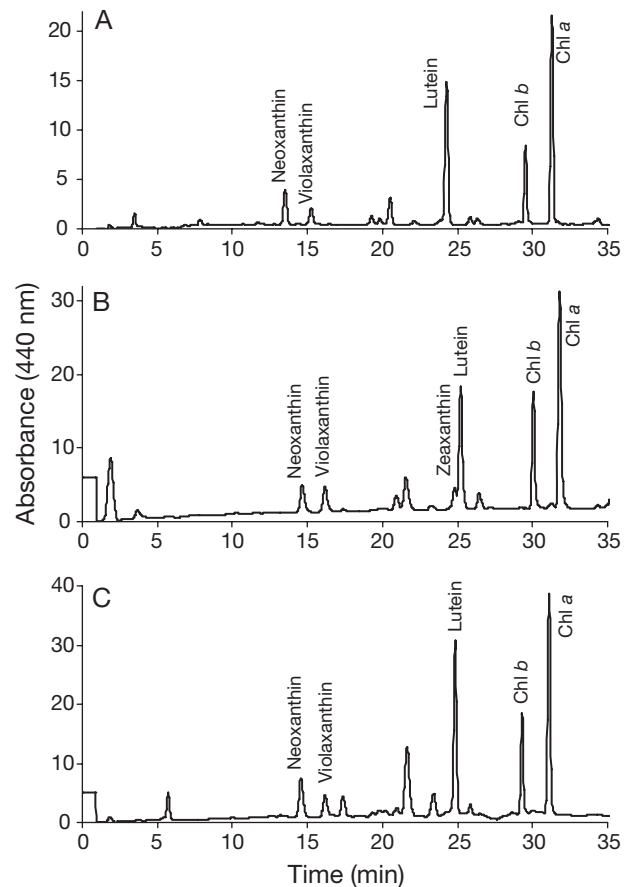 A
20
15
10
5
0
Neoxanthin
Violaxanthin
Lutein
Chl b
Chl a
0 5 10 15 20 25 30 35
B
30
20
10
0
Neoxanthin
Violaxanthin
Zeaxanthin
Lutein
Chl b
Chl a
0 5 10 15 20 25 30 35
Absorbance (440 nm)
C
40
30
20
10
0
Neoxanthin
Violaxanthin
Lutein
Chl b
Chl a
0 5 10 15 20 25 30 35
Time (min)